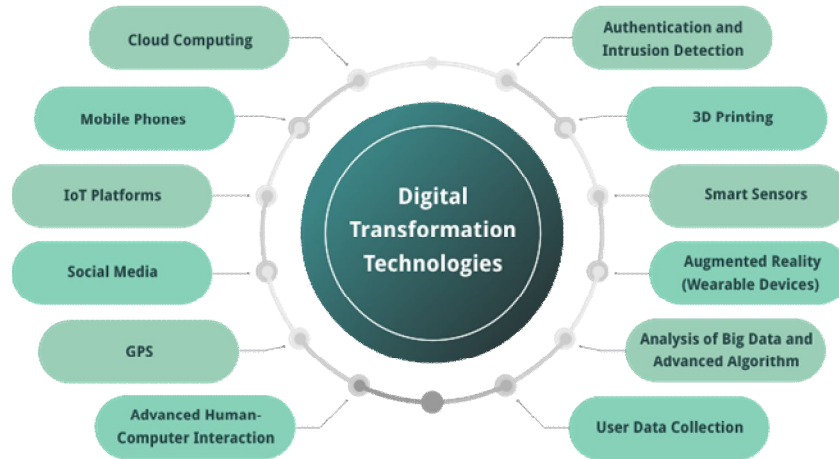 Cloud Computing
Mobile Phones
IoT Platforms
Social Media
GPS
Advanced Human-
Computer Interaction
Digital
Transformation
Technologies
Authentication and
Intrusion Detection
3D Printing
Smart Sensors
Augmented Reality
(Wearable Devices)
Analysis of Big Data and
Advanced Algorithm
User Data Collection